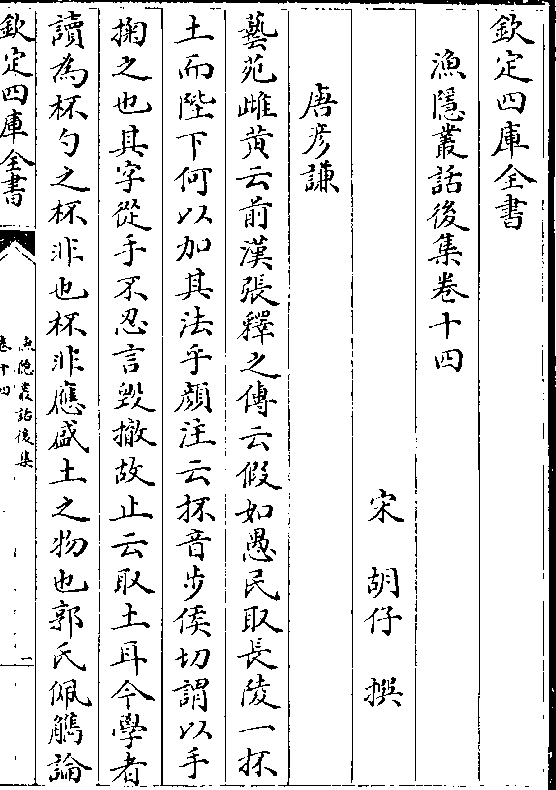 欽定四庫全書
漁隱叢話後集卷十四
宋 胡仔 撰
唐彦謙
藝苑雌黄云前漢張釋之傳云假如愚民取長陵一抔
土而陛下何以加其法乎顔注云抔音步侯切謂以手
掬之也其字從手不忍言毀撤故止云取土耳今學者
讀為杯勺之杯非也杯非應盛土之物也郭氏佩觿論
欽定四庫全書
漁隱叢話後集
卷十四
一